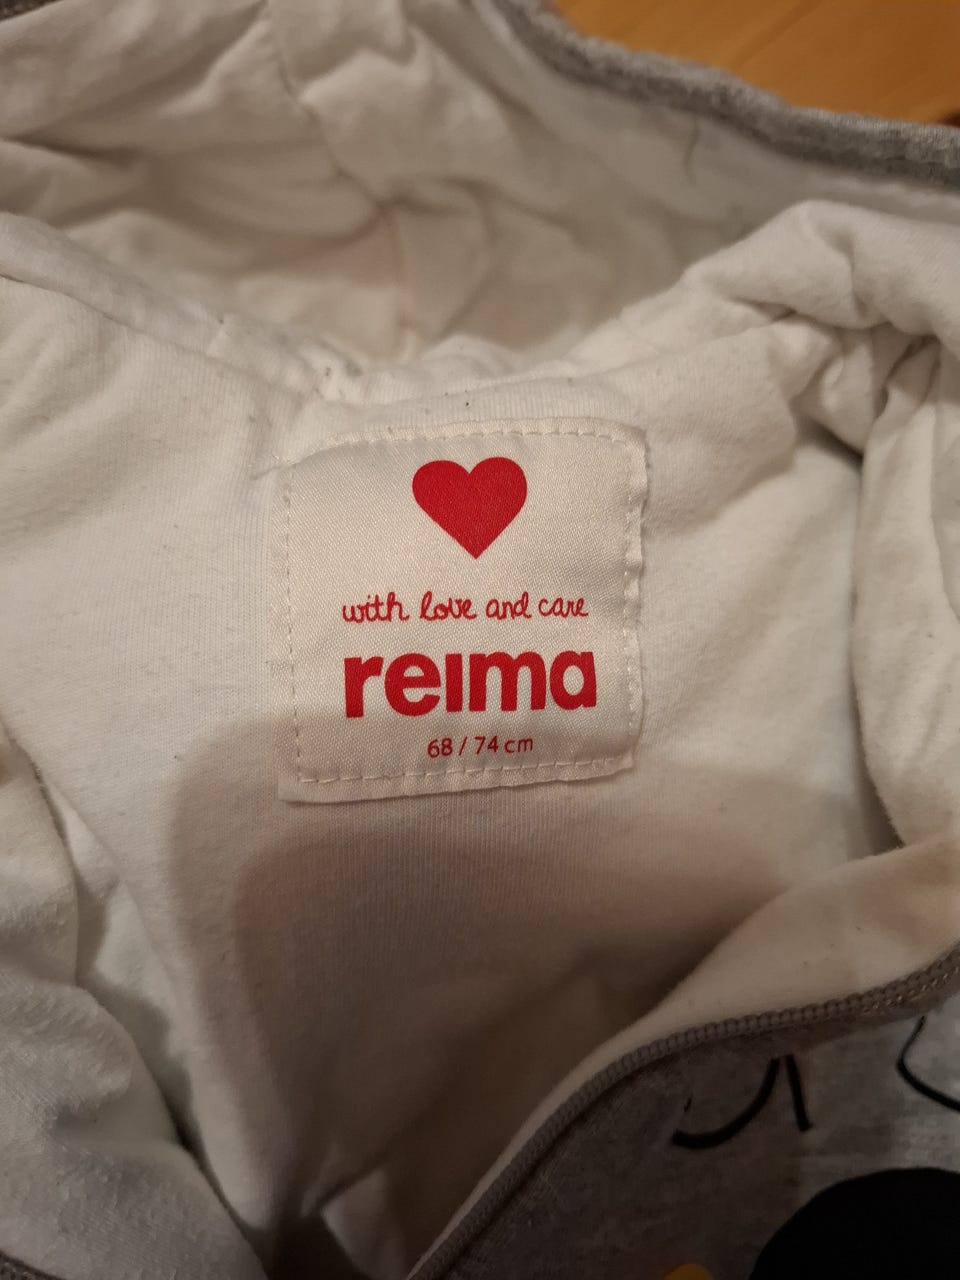 with love and care
reima
68 / 74 cm